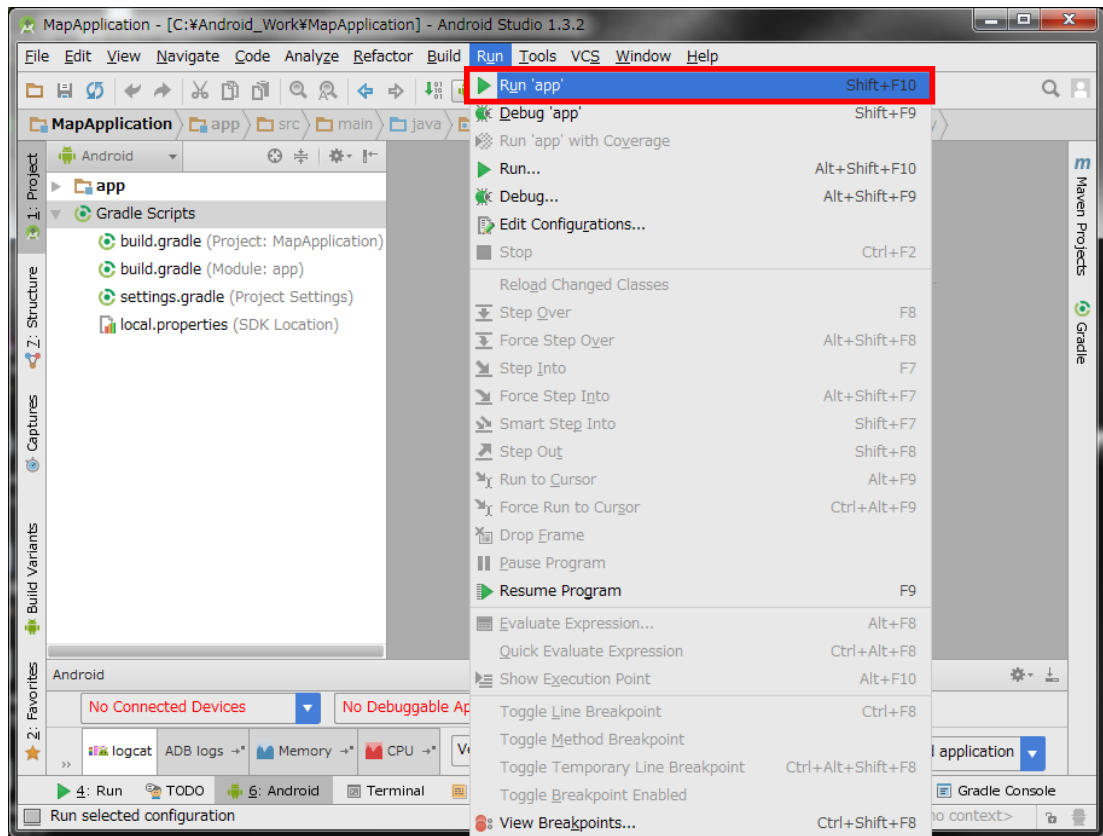 MapApplication - [C:¥Android_Work¥MapApplication] - Android Studio 1.3.2
File Edit View Navigate Code Analyze Refactor Build Run Tools VCS Window Help
MapApplication app src main java
Android
app
Gradle Scripts
build.gradle (Project: MapApplication)
build.gradle (Module: app)
settings.gradle (Project Settings)
local.properties (SDK Location)
1: Project
7: Structure
Captures
Build Variants
2: Favorites
Run 'app' Shift+F10
Debug 'app' Shift+F9
Run 'app' with Coverage
Run... Alt+Shift+F10
Debug... Alt+Shift+F9
Edit Configurations...
Stop Ctrl+F2
Reload Changed Classes
Step Over F8
Force Step Over Alt+Shift+F8
Step Into F7
Force Step Into Alt+Shift+F7
Smart Step Into Shift+F7
Step Out Shift+F8
Run to Cursor Alt+F9
Force Run to Cursor Ctrl+Alt+F9
Drop Frame
Pause Program
Resume Program F9
Evaluate Expression... Alt+F8
Quick Evaluate Expression Ctrl+Alt+F8
Show Execution Point Alt+F10
Toggle Line Breakpoint Ctrl+F8
Toggle Method Breakpoint
Toggle Temporary Line Breakpoint Ctrl+Alt+Shift+F8
Toggle Breakpoint Enabled
View Breakpoints... Ctrl+Shift+F8
m Maven Projects
Gradle
Android
No Connected Devices No Debuggable Ap
logcat ADB logs Memory CPU application
4: Run TODO 6: Android Terminal Gradle Console
Run selected configuration context>